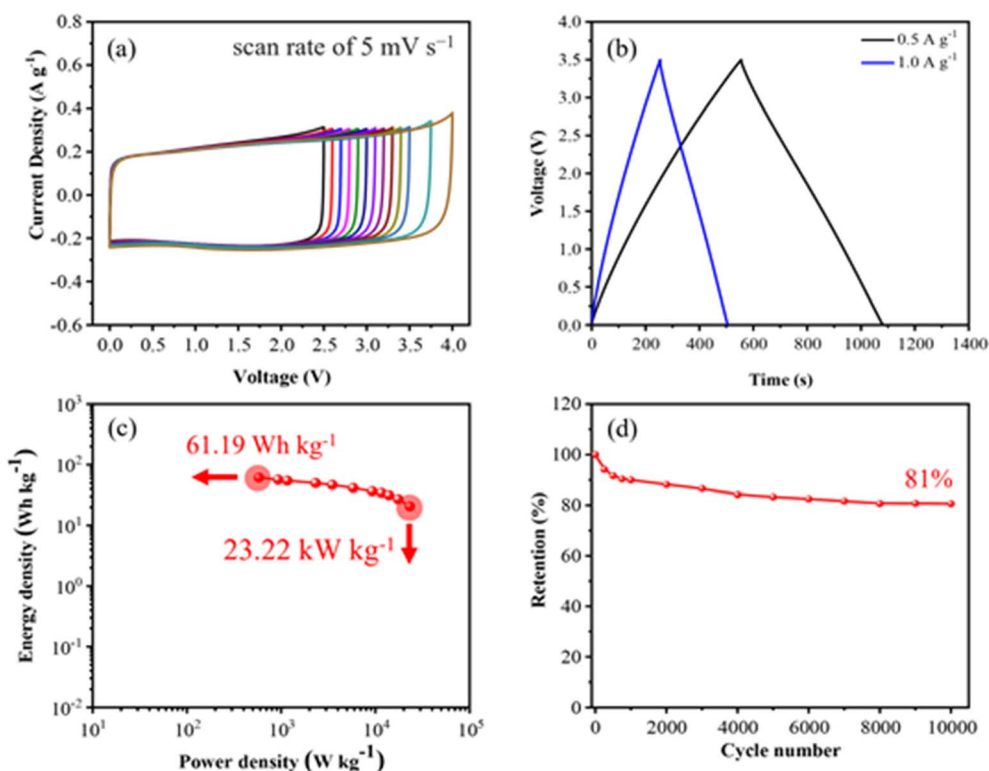 (a)
scan rate of 5 mV s⁻¹
0.8
0.6
0.4
0.2
0.0
-0.2
-0.4
-0.6
Current Density (A g⁻¹)
0.0 0.5 1.0 1.5 2.0 2.5 3.0 3.5 4.0
Voltage (V)
(b)
0.5 A g⁻¹
1.0 A g⁻¹
4.0
3.5
3.0
2.5
2.0
1.5
1.0
0.5
0.0
Voltage (V)
0 200 400 600 800 1000 1200 1400
Time (s)
(c)
61.19 Wh kg⁻¹
23.22 kW kg⁻¹
10³
10²
10¹
10⁰
10⁻¹
10⁻²
Energy density (Wh kg⁻¹)
10¹ 10² 10³ 10⁴ 10⁵
Power density (W kg⁻¹)
(d)
81%
120
100
80
60
40
20
0
Retention (%)
0 2000 4000 6000 8000 10000
Cycle number